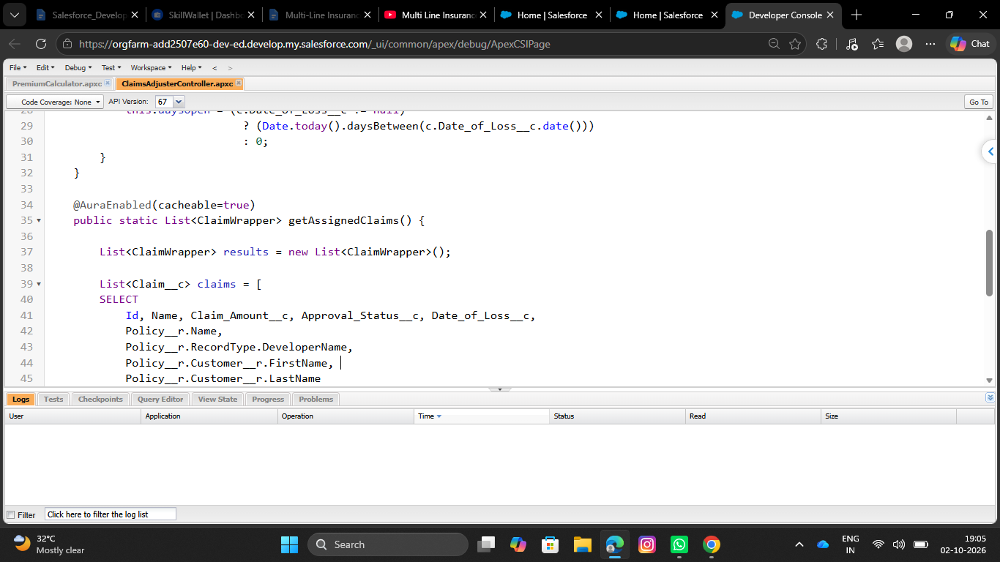 Salesforce_Develop
SkillWallet | Dashb
Multi-Line Insuranc
Multi Line Insuranc
Home | Salesforce
Home | Salesforce
Developer Console
https://orgfarm-add2507e60-dev-ed.develop.my.salesforce.com/_ui/common/apex/debug/ApexCSIPage
Chat
File Edit Debug Test Workspace Help < >
PremiumCalculator.apxc ClaimsAdjusterController.apxc
Code Coverage: None API Version: 67 Go To
28 this.daysOpen = (c.Date_of_Loss__c != null)
29 ? (Date.today().daysBetween(c.Date_of_Loss__c.date()))
30 : 0;
31 }
32 }
33
34 @AuraEnabled(cacheable=true)
35 public static List<ClaimWrapper> getAssignedClaims() {
36
37 List<ClaimWrapper> results = new List<ClaimWrapper>();
38
39 List<Claim__c> claims = [
40 SELECT
41 Id, Name, Claim_Amount__c, Approval_Status__c, Date_of_Loss__c,
42 Policy__r.Name,
43 Policy__r.RecordType.DeveloperName,
44 Policy__r.Customer__r.FirstName,
45 Policy__r.Customer__r.LastName
Logs Tests Checkpoints Query Editor View State Progress Problems
User Application Operation Time Status Read Size
Filter Click here to filter the log list
32°C
Mostly clear
Search
ENG
IN
19:05
02-10-2026